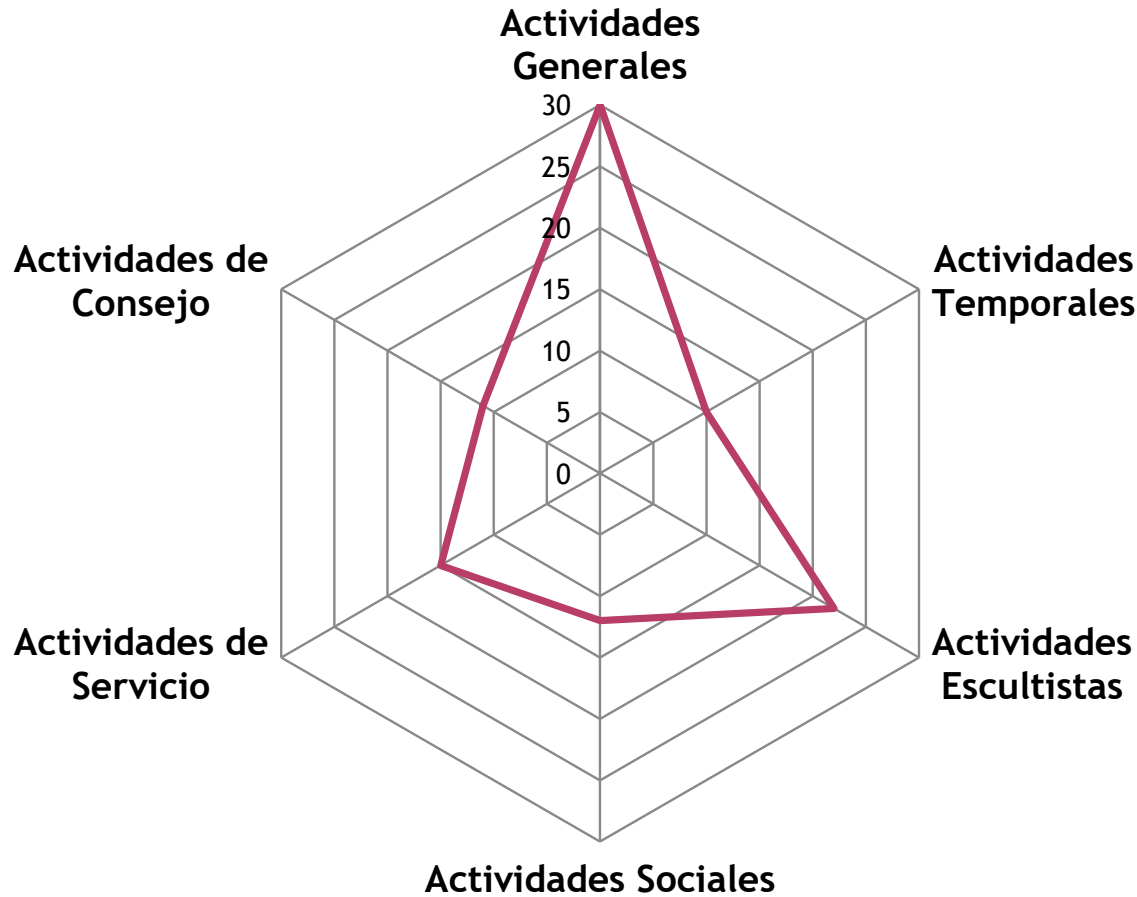 Actividades
Generales
30
25
20
15
10
5
0
Actividades de
Consejo
Actividades
Temporales
Actividades de
Servicio
Actividades
Escultistas
Actividades Sociales